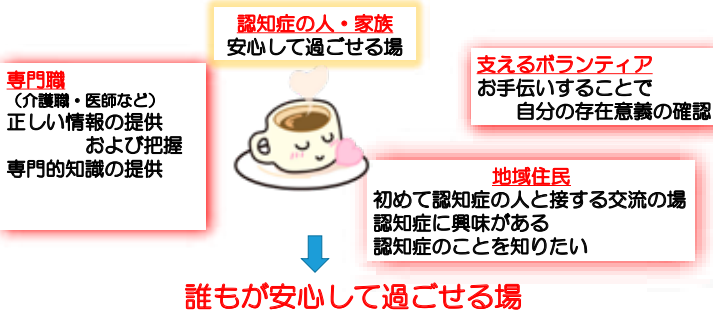 認知症の人・家族
安心して過ごせる場
専門職
（介護職・医師など）
正しい情報の提供
および把握
専門的知識の提供
支えるボランティア
お手伝いすることで
自分の存在意義の確認
地域住民
初めて認知症の人と接する交流の場
認知症に興味がある
認知症のことを知りたい
誰もが安心して過ごせる場